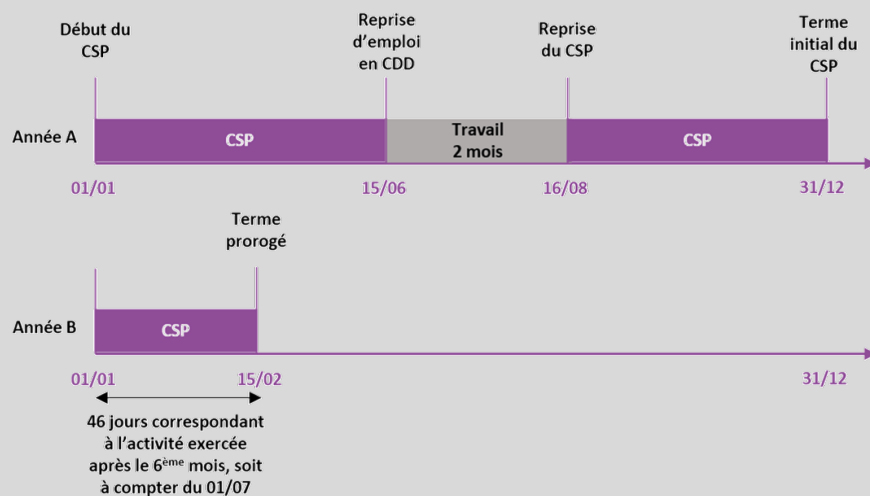 Début du
CSP
Reprise
d'emploi
en CDD
Reprise
du CSP
Terme
initial du
CSP
Année A
CSP
Travail
2 mois
CSP
01/01
15/06
16/08
31/12
Terme
prorogé
Année B
CSP
01/01
15/02
31/12
46 jours correspondant
à l'activité exercée
après le 6ème mois, soit
à compter du 01/07